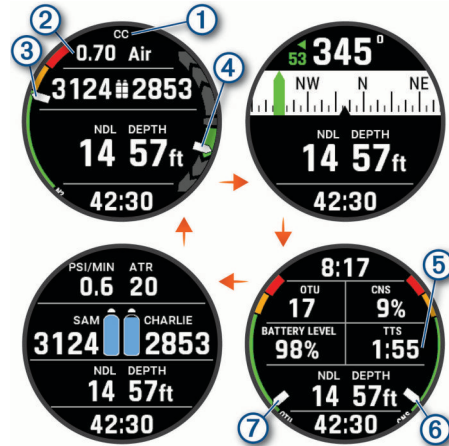 CC
1
2
0.70 Air
3
3124 2853
4
NDL DEPTH
14 57ft
42:30
N2
53 345°
NW N NE
NDL DEPTH
14 57ft
42:30
8:17
5
OTU CNS
17 9%
BATTERY LEVEL TTS
98% 1:55
NDL DEPTH
14 57ft
42:30
OTU
CNS
7
6
PSI/MIN ATR
0.6 20
SAM CHARLIE
3124 2853
NDL DEPTH
14 57ft
42:30